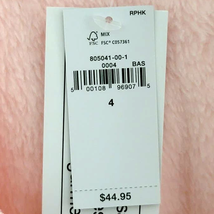 RPHK
FSC
MIX
FSC® C057361
805041-00-1
0004 BAS
5 00108 96907 5
4
$44.95